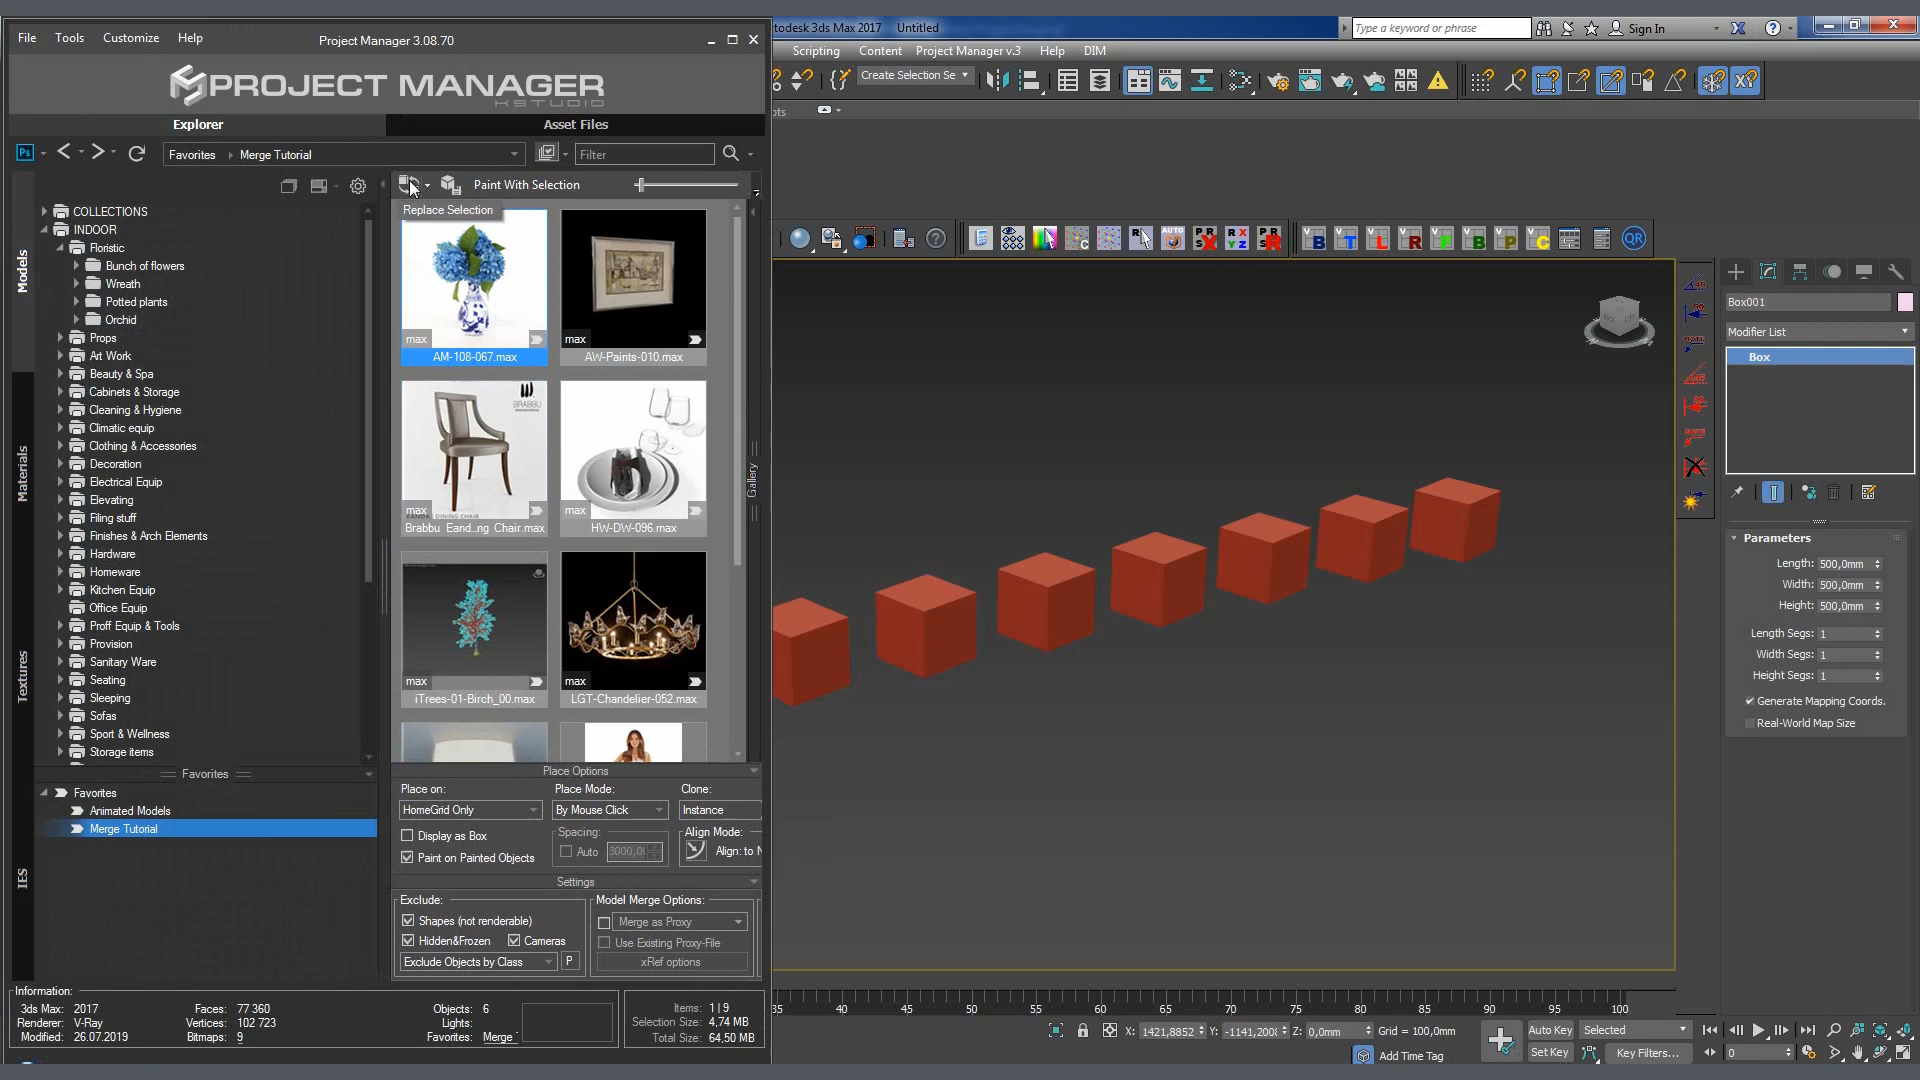 File Tools Customize Help
Project Manager 3.08.70
todesk 3ds Max 2017 Untitled
Type a keyword or phrase
Sign In
Scripting Content Project Manager v.3 Help DIM
PROJECT MANAGER
KSTUDIO
Create Selection Se
Explorer
Asset Files
pts
Ps
Favorites Merge Tutorial
Filter
Paint With Selection
Replace Selection
Models
Materials
Textures
IES
COLLECTIONS
INDOOR
Floristic
Bunch of flowers
Wreath
Potted plants
Orchid
Props
Art Work
Beauty & Spa
Cabinets & Storage
Cleaning & Hygiene
Climatic equip
Clothing & Accessories
Decoration
Electrical Equip
Elevating
Filing stuff
Finishes & Arch Elements
Hardware
Homeware
Kitchen Equip
Office Equip
Proff Equip & Tools
Provision
Sanitary Ware
Seating
Sleeping
Sofas
Sport & Wellness
Storage items
max
AM-108-067.max
max
AW-Paints-010.max
BRABBU
max
Brabbu_Eand...ng_Chair.max
max
HW-DW-096.max
max
iTrees-01-Birch_00.max
max
LGT-Chandelier-052.max
Gallery
Favorites
Favorites
Animated Models
Merge Tutorial
Place Options
Place on: Place Mode: Clone:
HomeGrid Only By Mouse Click Instance
Display as Box
Spacing:
Align Mode:
Paint on Painted Objects
Auto
Align: to N
Settings
Exclude:
Model Merge Options:
Shapes (not renderable)
Merge as Proxy
Hidden&Frozen Cameras
Use Existing Proxy-File
Exclude Objects by Class P
xRef options
Information:
3ds Max: 2017 Faces: 77 360 Objects: 6
Renderer: V-Ray Vertices: 102 723 Lights:
Modified: 26.07.2019 Bitmaps: 9 Favorites: Merge
Items: 1|9
Selection Size: 4,74 MB
Total Size: 64,50 MB
AUTO
QR
Box001
Modifier List
Box
Parameters
Length: 500,0mm
Width: 500,0mm
Height: 500,0mm
Length Segs: 1
Width Segs: 1
Height Segs: 1
Generate Mapping Coords.
Real-World Map Size
35 40 45 50 55 60 65 70 75 80 85 90 95 100
X: 1421,8852 Y: -1141,2008 Z: 0,0mm Grid = 100,0mm
Add Time Tag
Auto Key Selected
Set Key Key Filters...
0